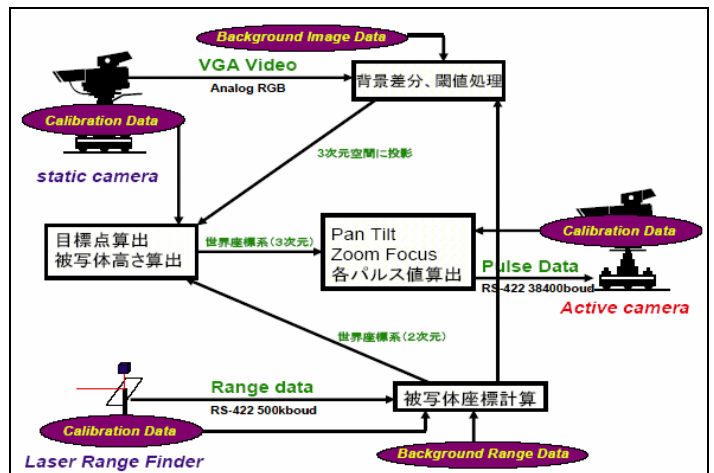 Background Image Data
VGA Video
Analog RGB
背景差分、閾値処理
Calibration Data
static camera
3次元空間に投影
目標点算出
被写体高さ算出
世界座標系(3次元)
Pan Tilt
Zoom Focus
各パルス値算出
Calibration Data
Pulse Data
RS-422 38400boud
Active camera
世界座標系(2次元)
Range data
RS-422 500kboud
被写体座標計算
Calibration Data
Laser Range Finder
Background Range Data